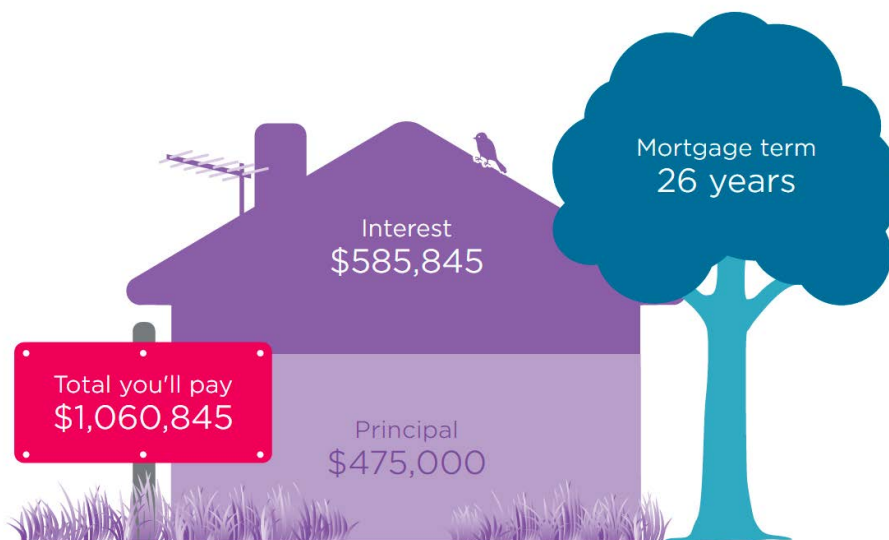 Mortgage term
26 years
Interest
$585,845
Total you'll pay
$1,060,845
Principal
$475,000